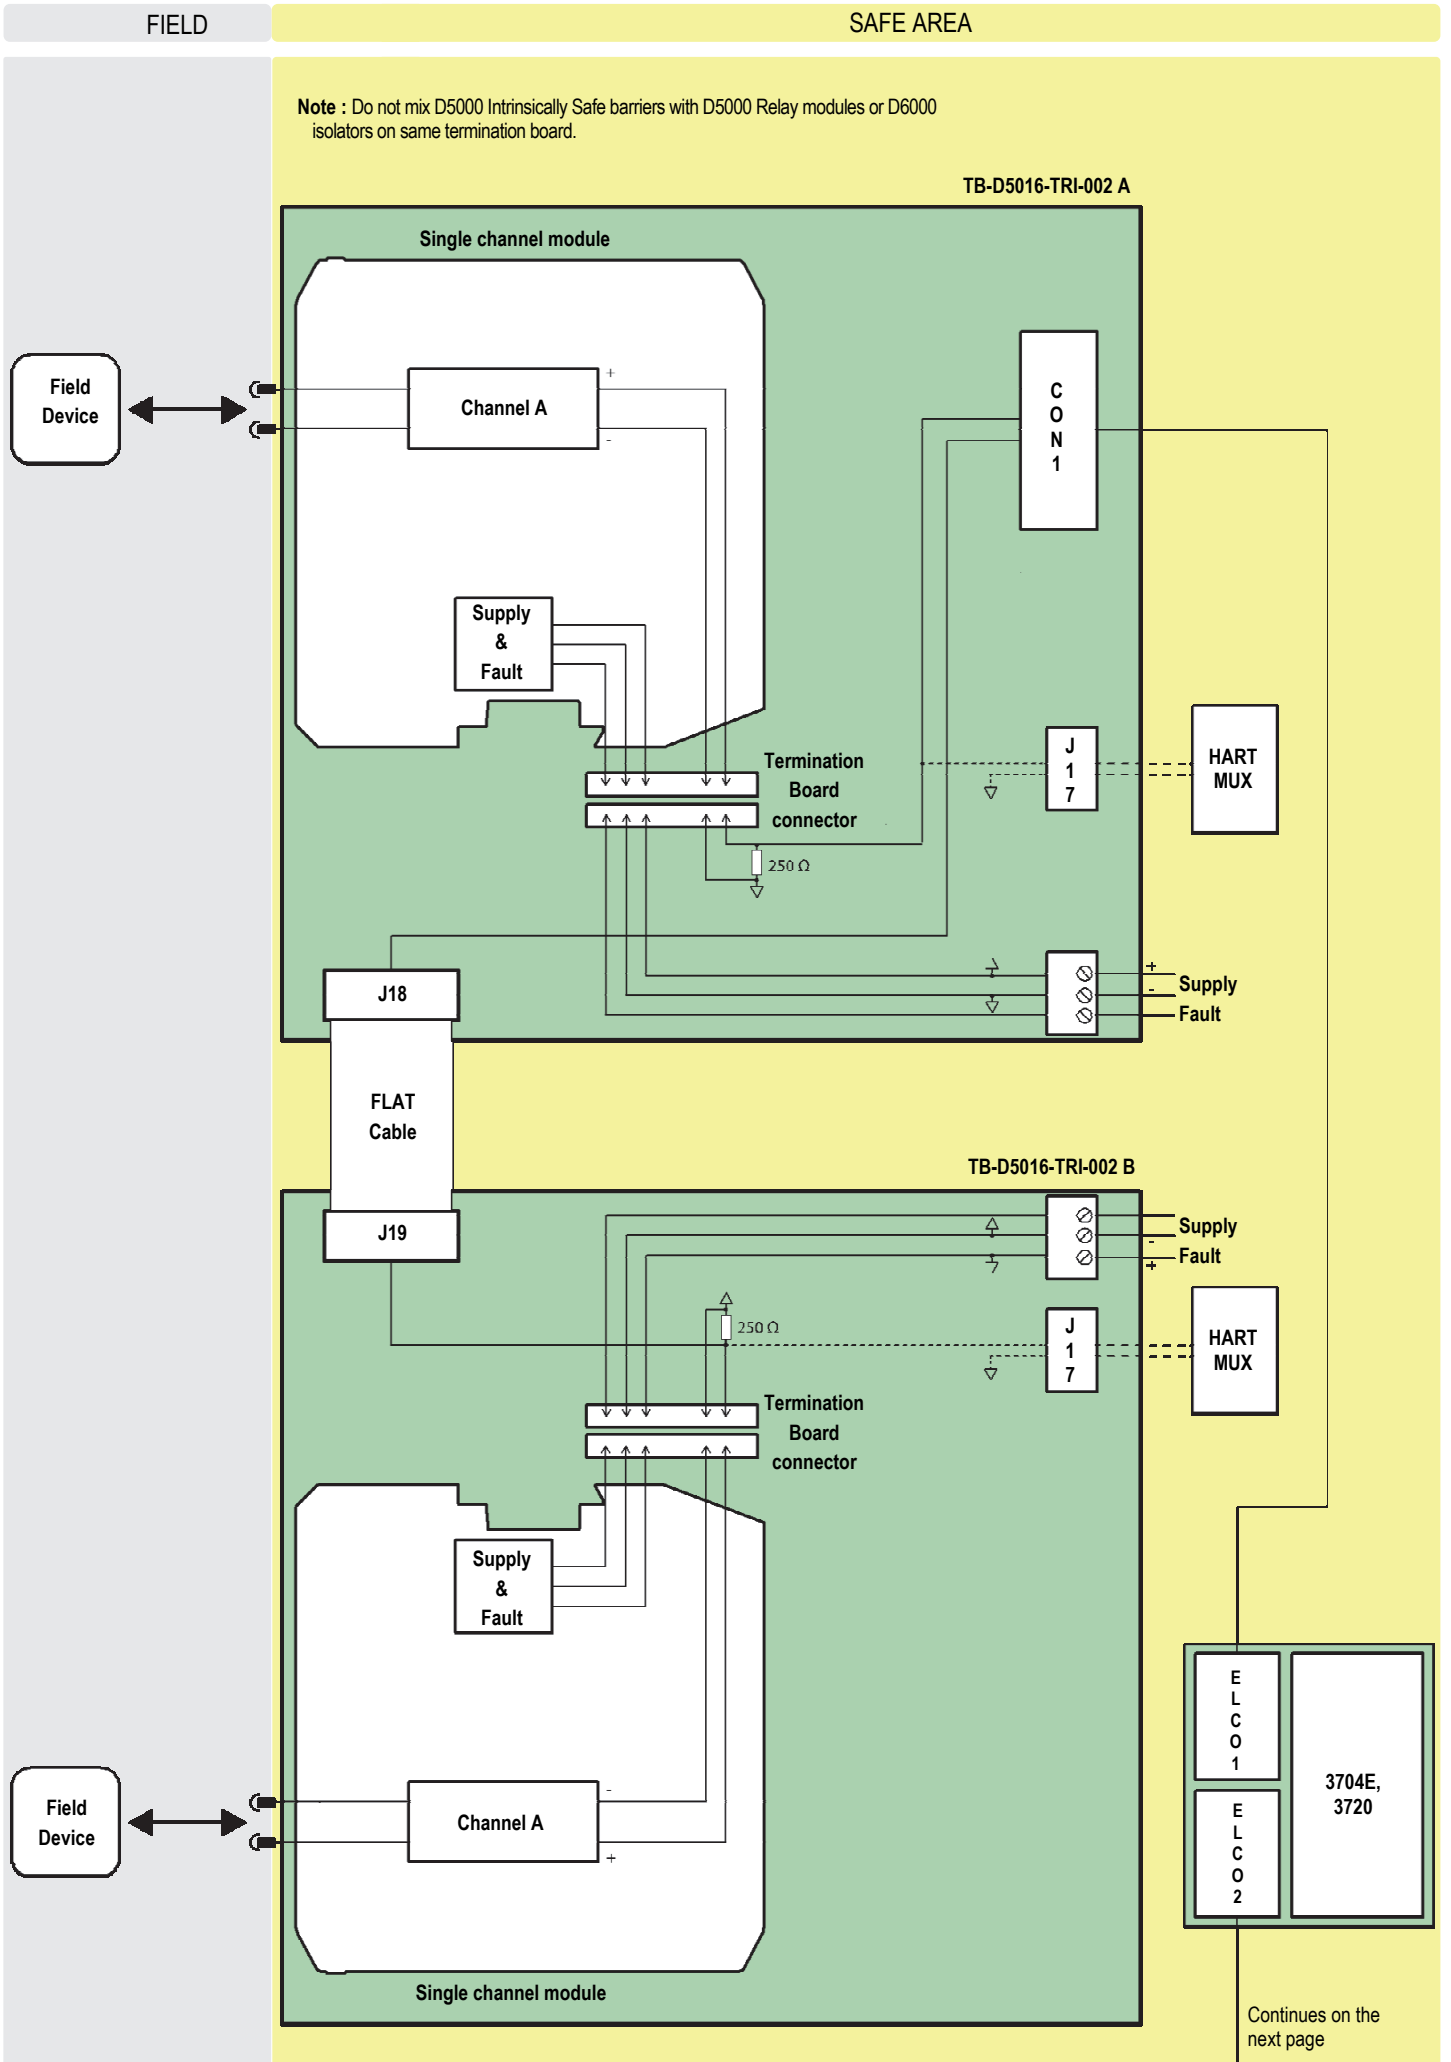 FIELD
SAFE AREA
Note : Do not mix D5000 Intrinsically Safe barriers with D5000 Relay modules or D6000
isolators on same termination board.
TB-D5016-TRI-002 A
Single channel module
Field
Device
Channel A
+
-
C
O
N
1
Supply
&
Fault
Termination
Board
connector
250 Ω
J
1
7
HART
MUX
J18
+
-
Supply
Fault
FLAT
Cable
TB-D5016-TRI-002 B
J19
Supply
-
Fault
+
250 Ω
J
1
7
HART
MUX
Termination
Board
connector
Supply
&
Fault
Field
Device
Channel A
-
+
Single channel module
E
L
C
O
1
E
L
C
O
2
3704E,
3720
Continues on the
next page